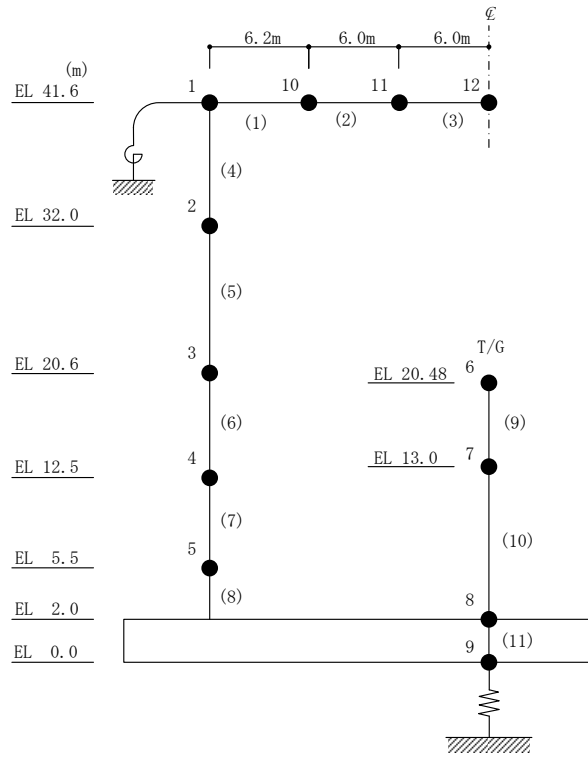 ℄
6.2m 6.0m 6.0m
(m)
1 10 11 12
EL 41.6
(1) (2) (3)
(4)
2
EL 32.0
(5)
3 T/G
6
EL 20.6 EL 20.48
(6) (9)
4 7
EL 12.5 EL 13.0
(7) (10)
5
EL 5.5
(8) 8
EL 2.0
(11)
EL 0.0 9